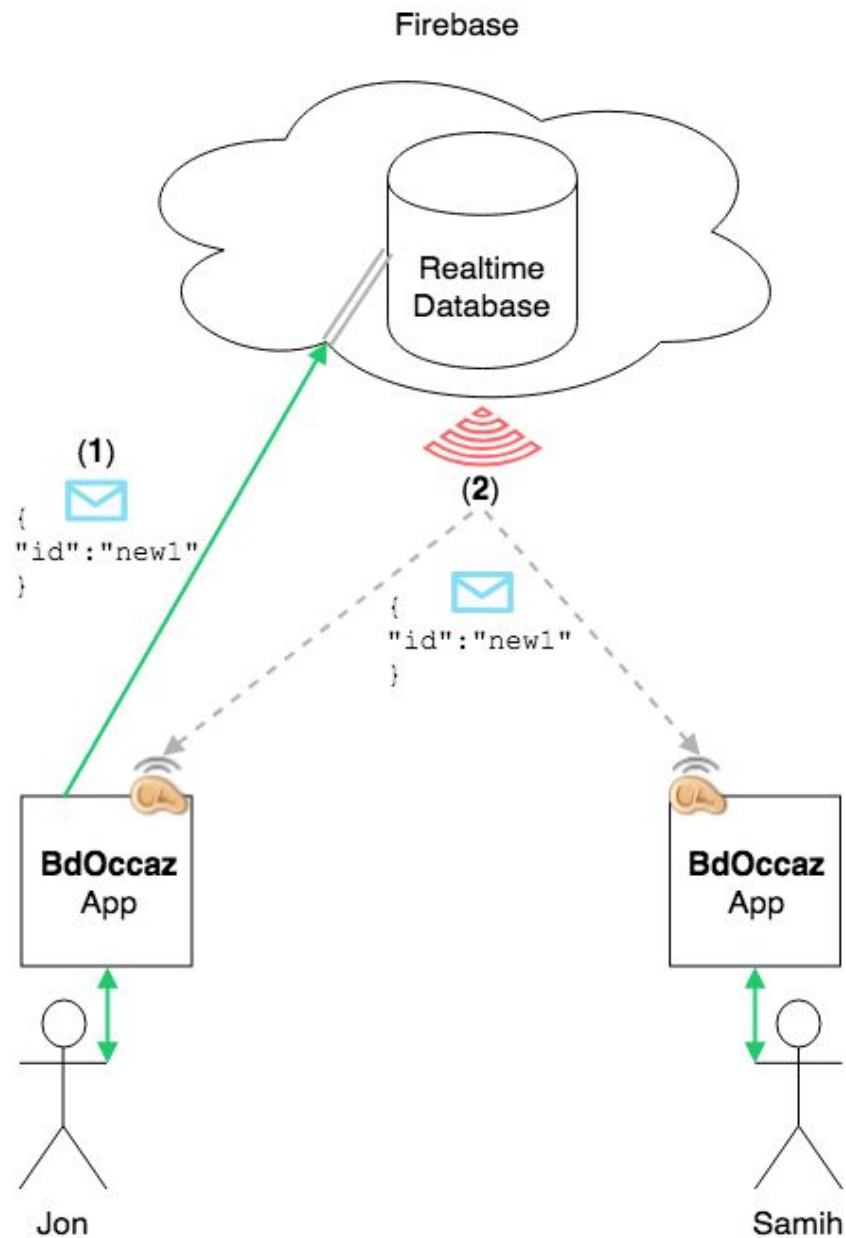 Firebase
Realtime
Database
(1)
{
"id":"new1"
}
(2)
{
"id":"new1"
}
BdOccaz
App
BdOccaz
App
Jon
Samih